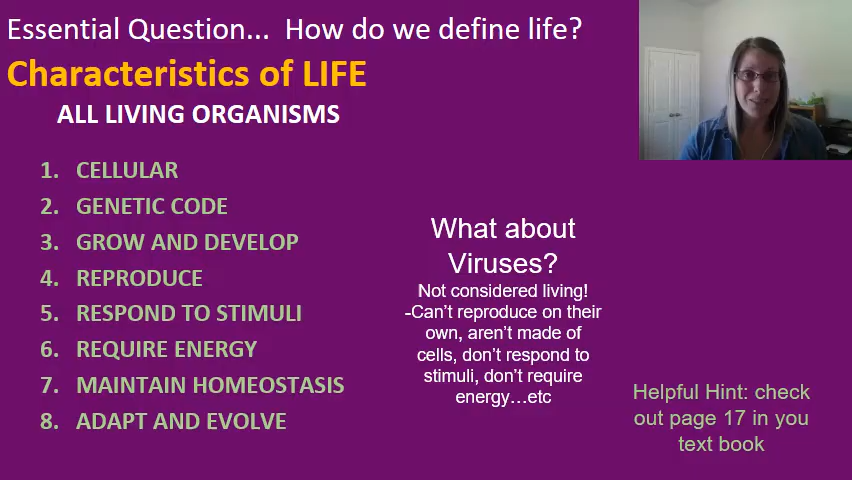 Essential Question... How do we define life?
Characteristics of LIFE
ALL LIVING ORGANISMS
1. CELLULAR
2. GENETIC CODE
3. GROW AND DEVELOP
4. REPRODUCE
5. RESPOND TO STIMULI
6. REQUIRE ENERGY
7. MAINTAIN HOMEOSTASIS
8. ADAPT AND EVOLVE
What about
Viruses?
Not considered living!
-Can't reproduce on their
own, aren't made of
cells, don't respond to
stimuli, don't require
energy…etc
Helpful Hint: check
out page 17 in you
text book